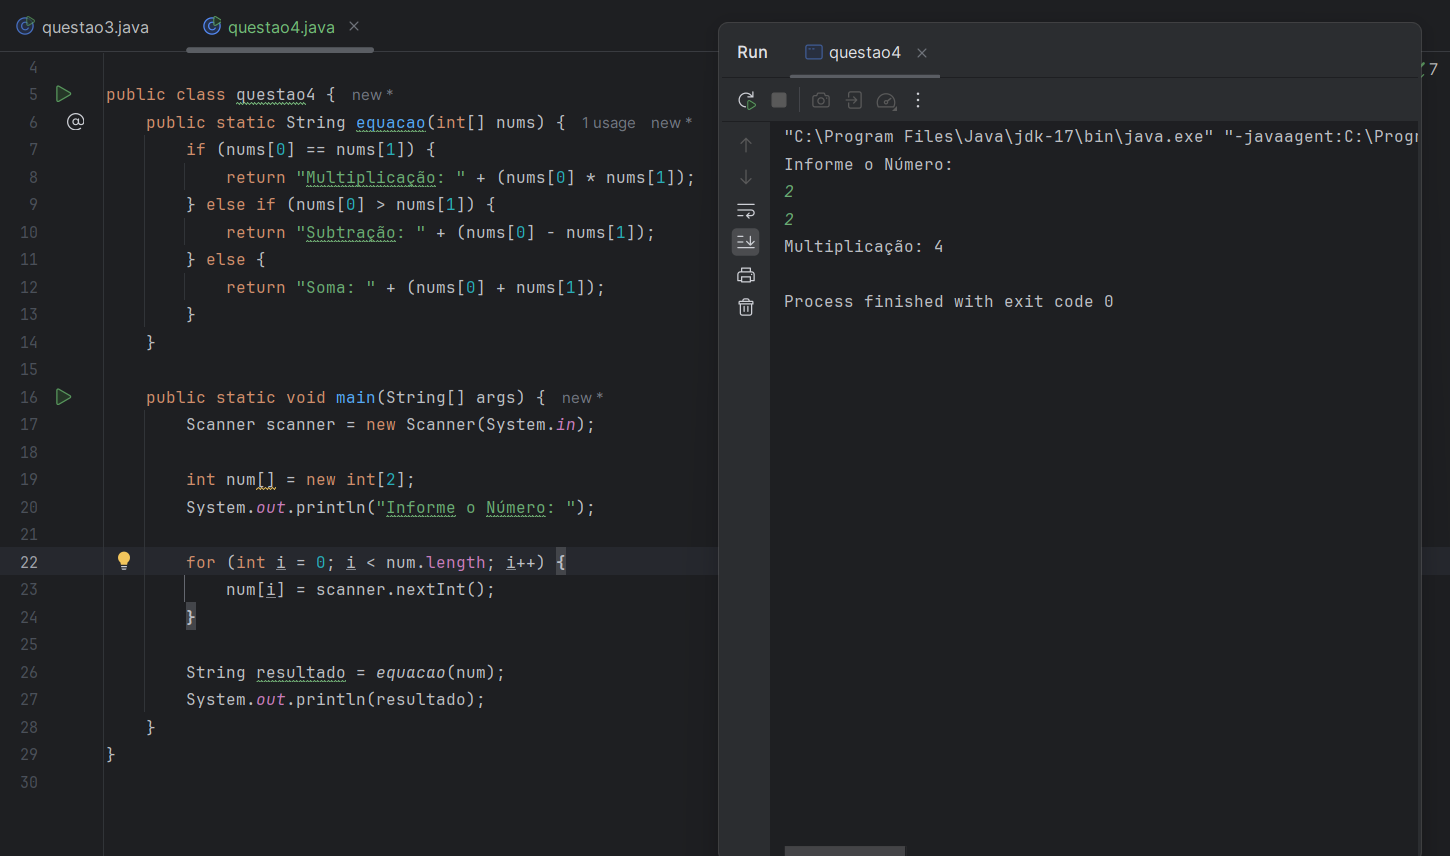 questao3.java
questao4.java
4
5 public class questao4 { new *
6 public static String equacao(int[] nums) { 1 usage new *
7 if (nums[0] == nums[1]) {
8 return "Multiplicação: " + (nums[0] * nums[1]);
9 } else if (nums[0] > nums[1]) {
10 return "Subtração: " + (nums[0] - nums[1]);
11 } else {
12 return "Soma: " + (nums[0] + nums[1]);
13 }
14 }
15
16 public static void main(String[] args) { new *
17 Scanner scanner = new Scanner(System.in);
18
19 int num[] = new int[2];
20 System.out.println("Informe o Número: ");
21
22 for (int i = 0; i < num.length; i++) {
23 num[i] = scanner.nextInt();
24 }
25
26 String resultado = equacao(num);
27 System.out.println(resultado);
28 }
29 }
30
Run questao4
7
"C:\Program Files\Java\jdk-17\bin\java.exe" "-javaagent:C:\Progr
Informe o Número:
2
2
Multiplicação: 4
Process finished with exit code 0